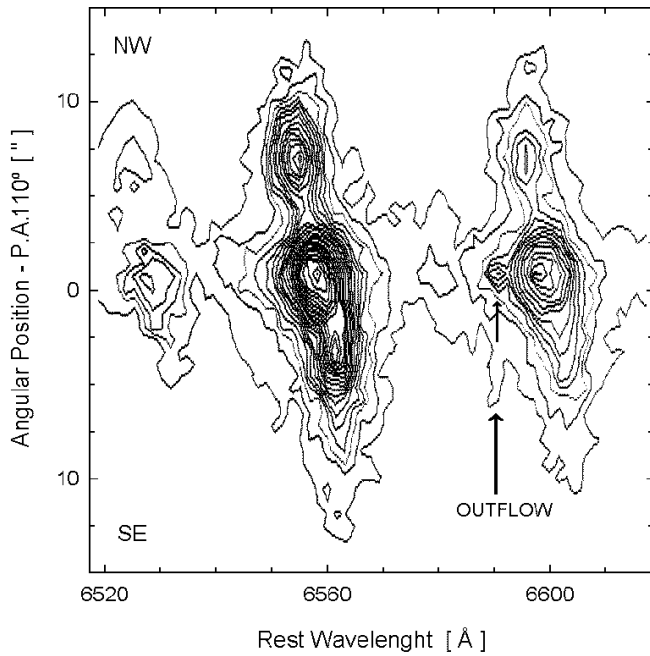 NW
10
0
10
SE
Angular Position - P.A.110º ["]
OUTFLOW
6520 6560 6600
Rest Wavelenght [ Å ]